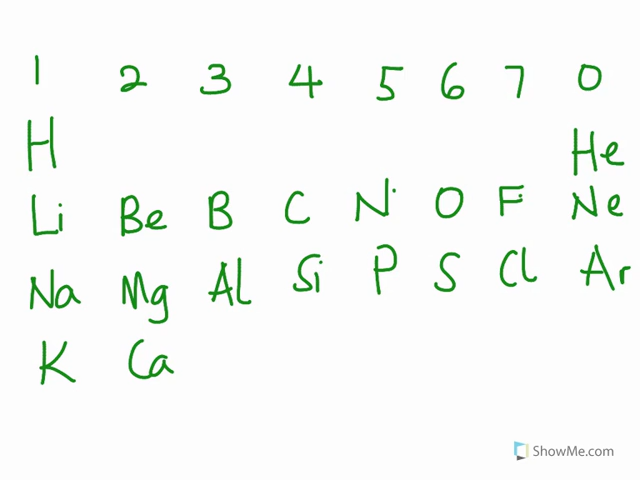 1 2 3 4 5 6 7 0
H He
Li Be B C N O F Ne
Na Mg Al Si P S Cl Ar
K Ca
ShowMe.com